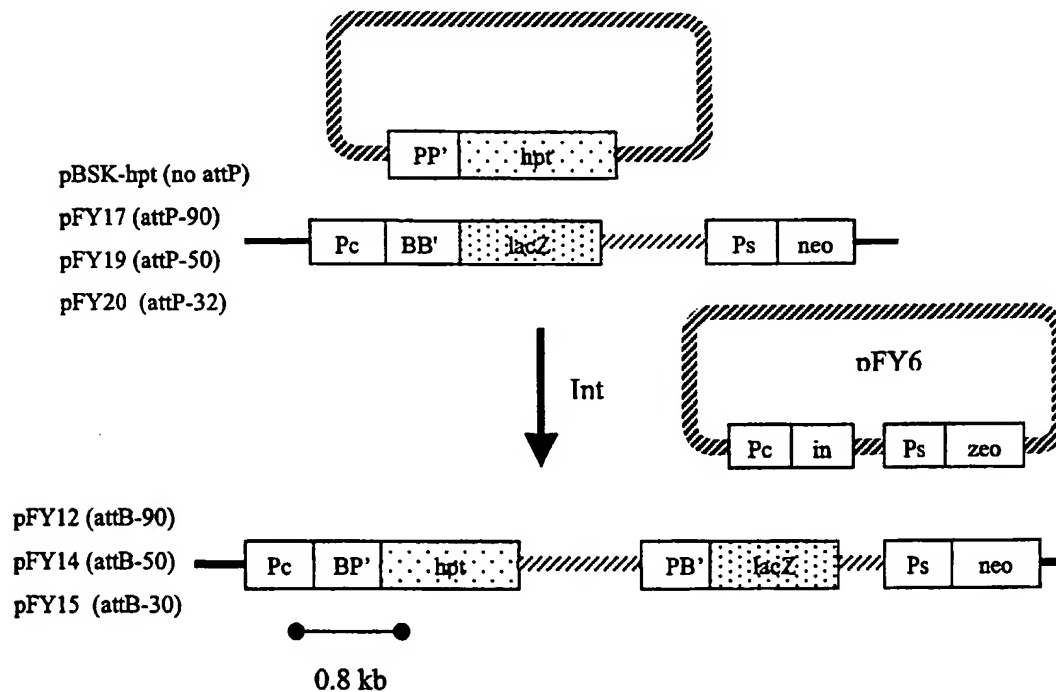 PP' hpt
pBSK-hpt (no attP)
pFY17 (attP-90)
pFY19 (attP-50)
pFY20 (attP-32)
Pc BB' lacZ Ps neo
pFY6
Int
Pc in Ps zeo
pFY12 (attB-90)
pFY14 (attB-50)
pFY15 (attB-30)
Pc BP' hpt PB' lacZ Ps neo
0.8 kb